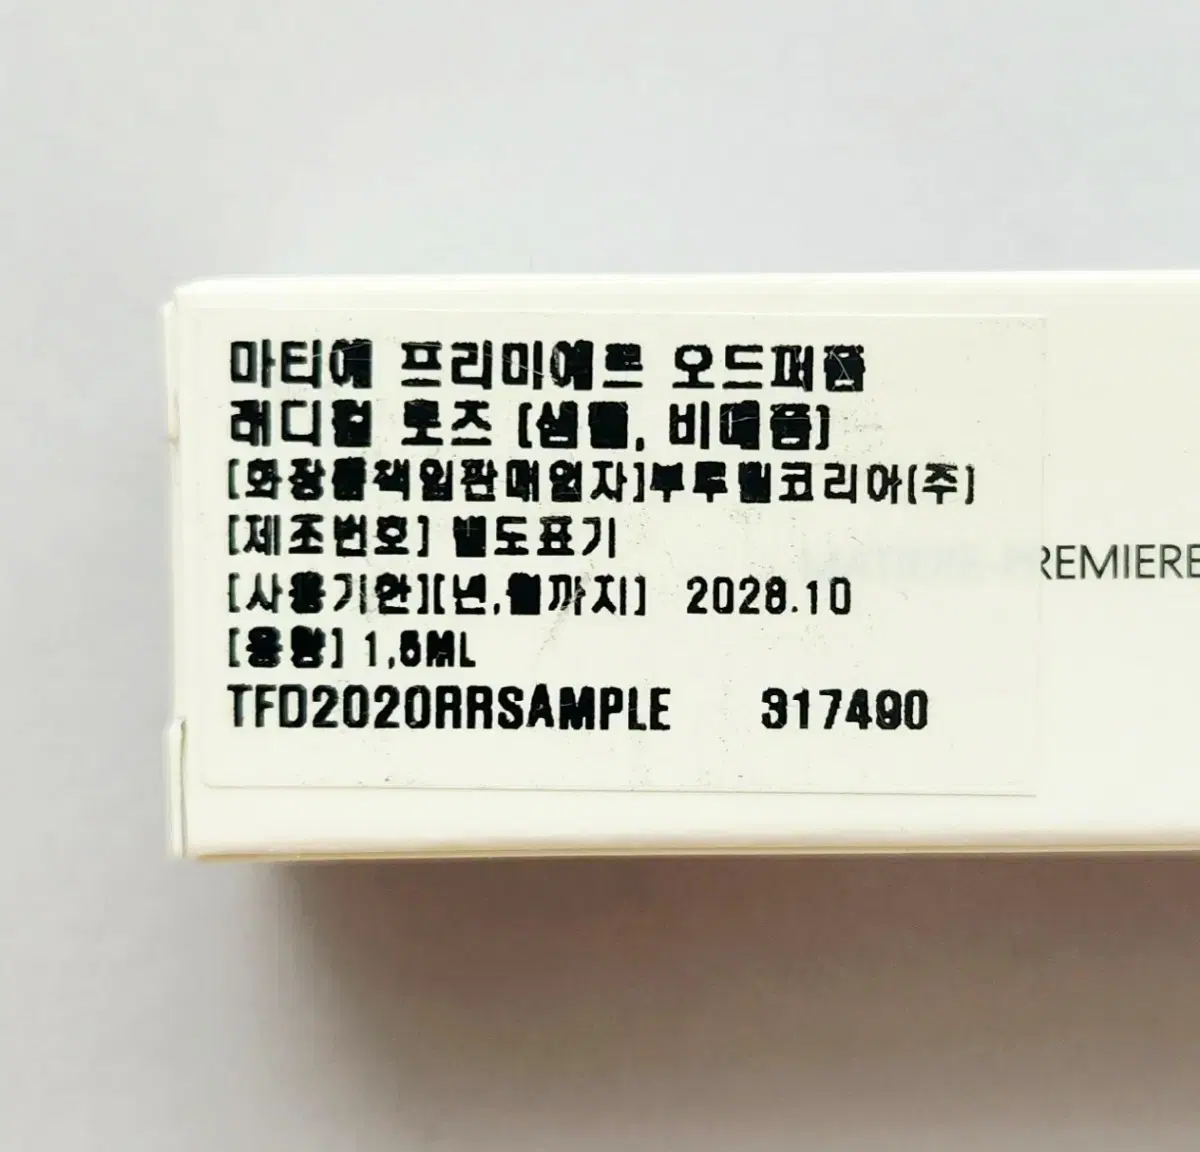 마티에 프리미에르 오드퍼퓸
래디컬 로즈 [샘플, 비매품]
[화장품책임판매업자]부루벨코리아(주)
[제조번호] 별도표기
[사용기한][년,월까지] 2028.10
[용량] 1,5ML
TFD2020RRSAMPLE 317490
REMIERE